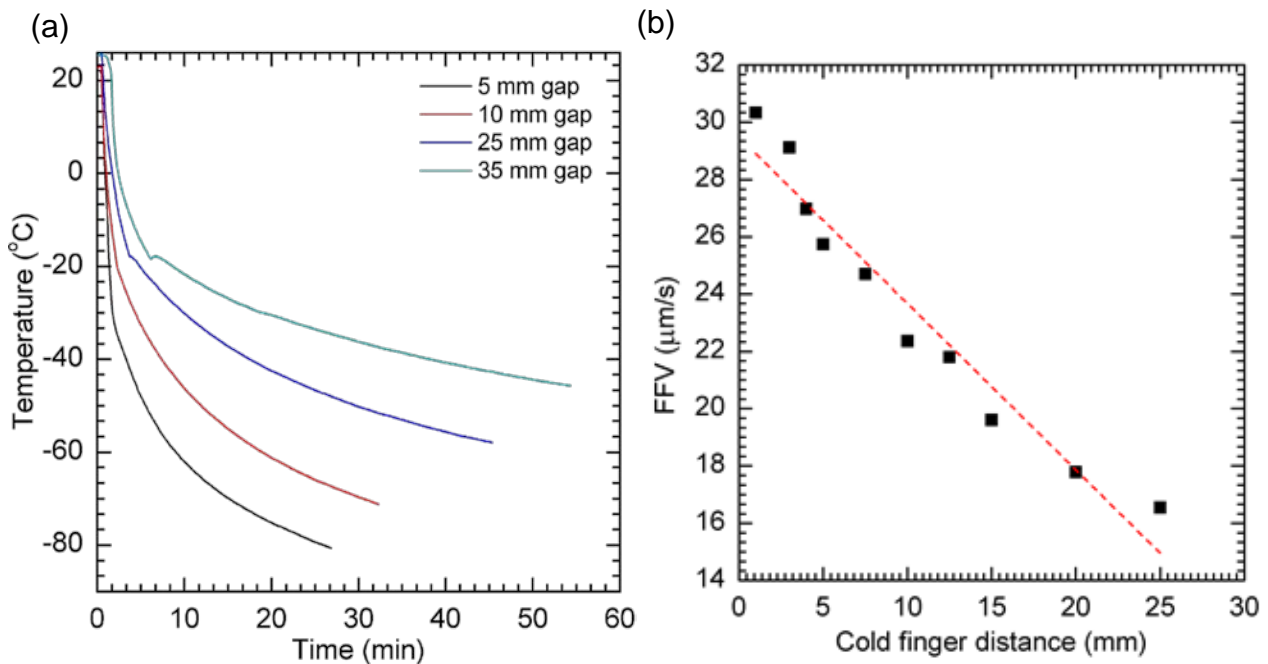 (a)
20
0
-20
-40
-60
-80
Temperature (°C)
0 10 20 30 40 50 60
Time (min)
5 mm gap
10 mm gap
25 mm gap
35 mm gap
(b)
32
30
28
26
24
22
20
18
16
14
FFV (µm/s)
0 5 10 15 20 25 30
Cold finger distance (mm)